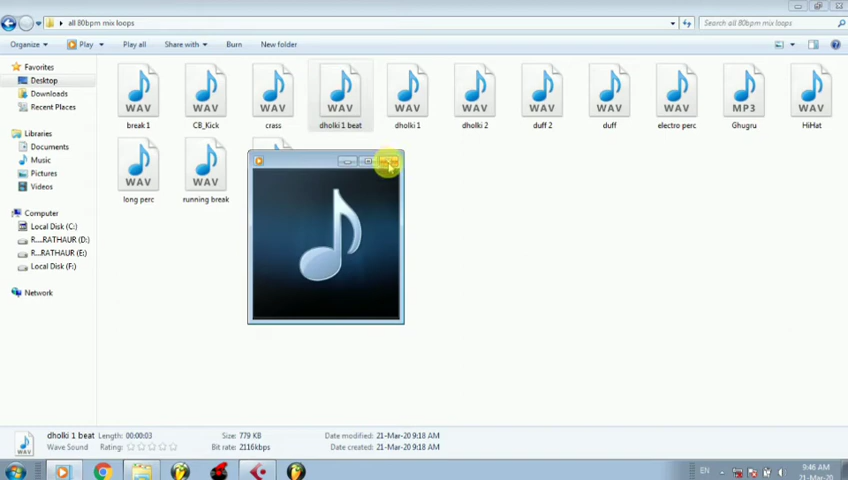 all 80bpm mix loops
Search all 80bpm mix loops
Organize Play Play all Share with Burn New folder
Favorites
Desktop
Downloads
Recent Places
Libraries
Documents
Music
Pictures
Videos
Computer
Local Disk (C:)
R....RATHAUR (D:)
R....RATHAUR (E:)
Local Disk (F:)
Network
WAV WAV WAV WAV WAV WAV WAV WAV WAV MP3 WAV
break 1 CB_Kick crass dholki 1 beat dholki 1 dholki 2 duff 2 duff electro perc Ghugru HiHat
WAV WAV
long perc running break
dholki 1 beat Length: 00:00:03 Size: 779 KB Date modified: 21-Mar-20 9:18 AM
Wave Sound Rating: Bit rate: 2116kbps Date created: 21-Mar-20 9:18 AM
EN 9:46 AM
21-Mar-20